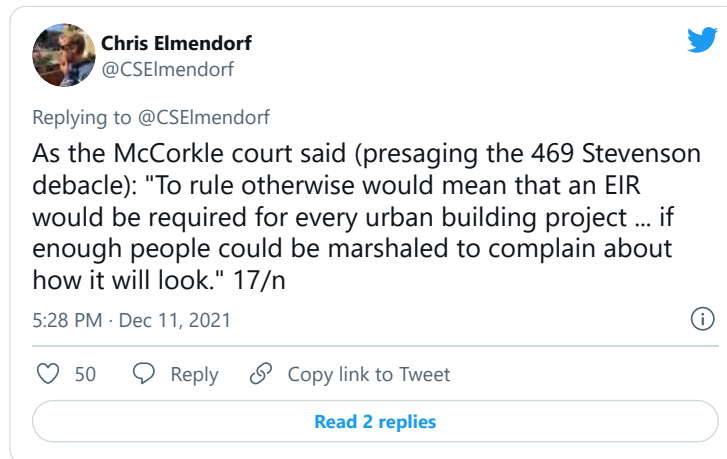 Chris Elmendorf
@CSElmendorf
Replying to @CSElmendorf
As the McCorkle court said (presaging the 469 Stevenson
debacle): "To rule otherwise would mean that an EIR
would be required for every urban building project ... if
enough people could be marshaled to complain about
how it will look." 17/n
5:28 PM · Dec 11, 2021
50 Reply Copy link to Tweet
Read 2 replies